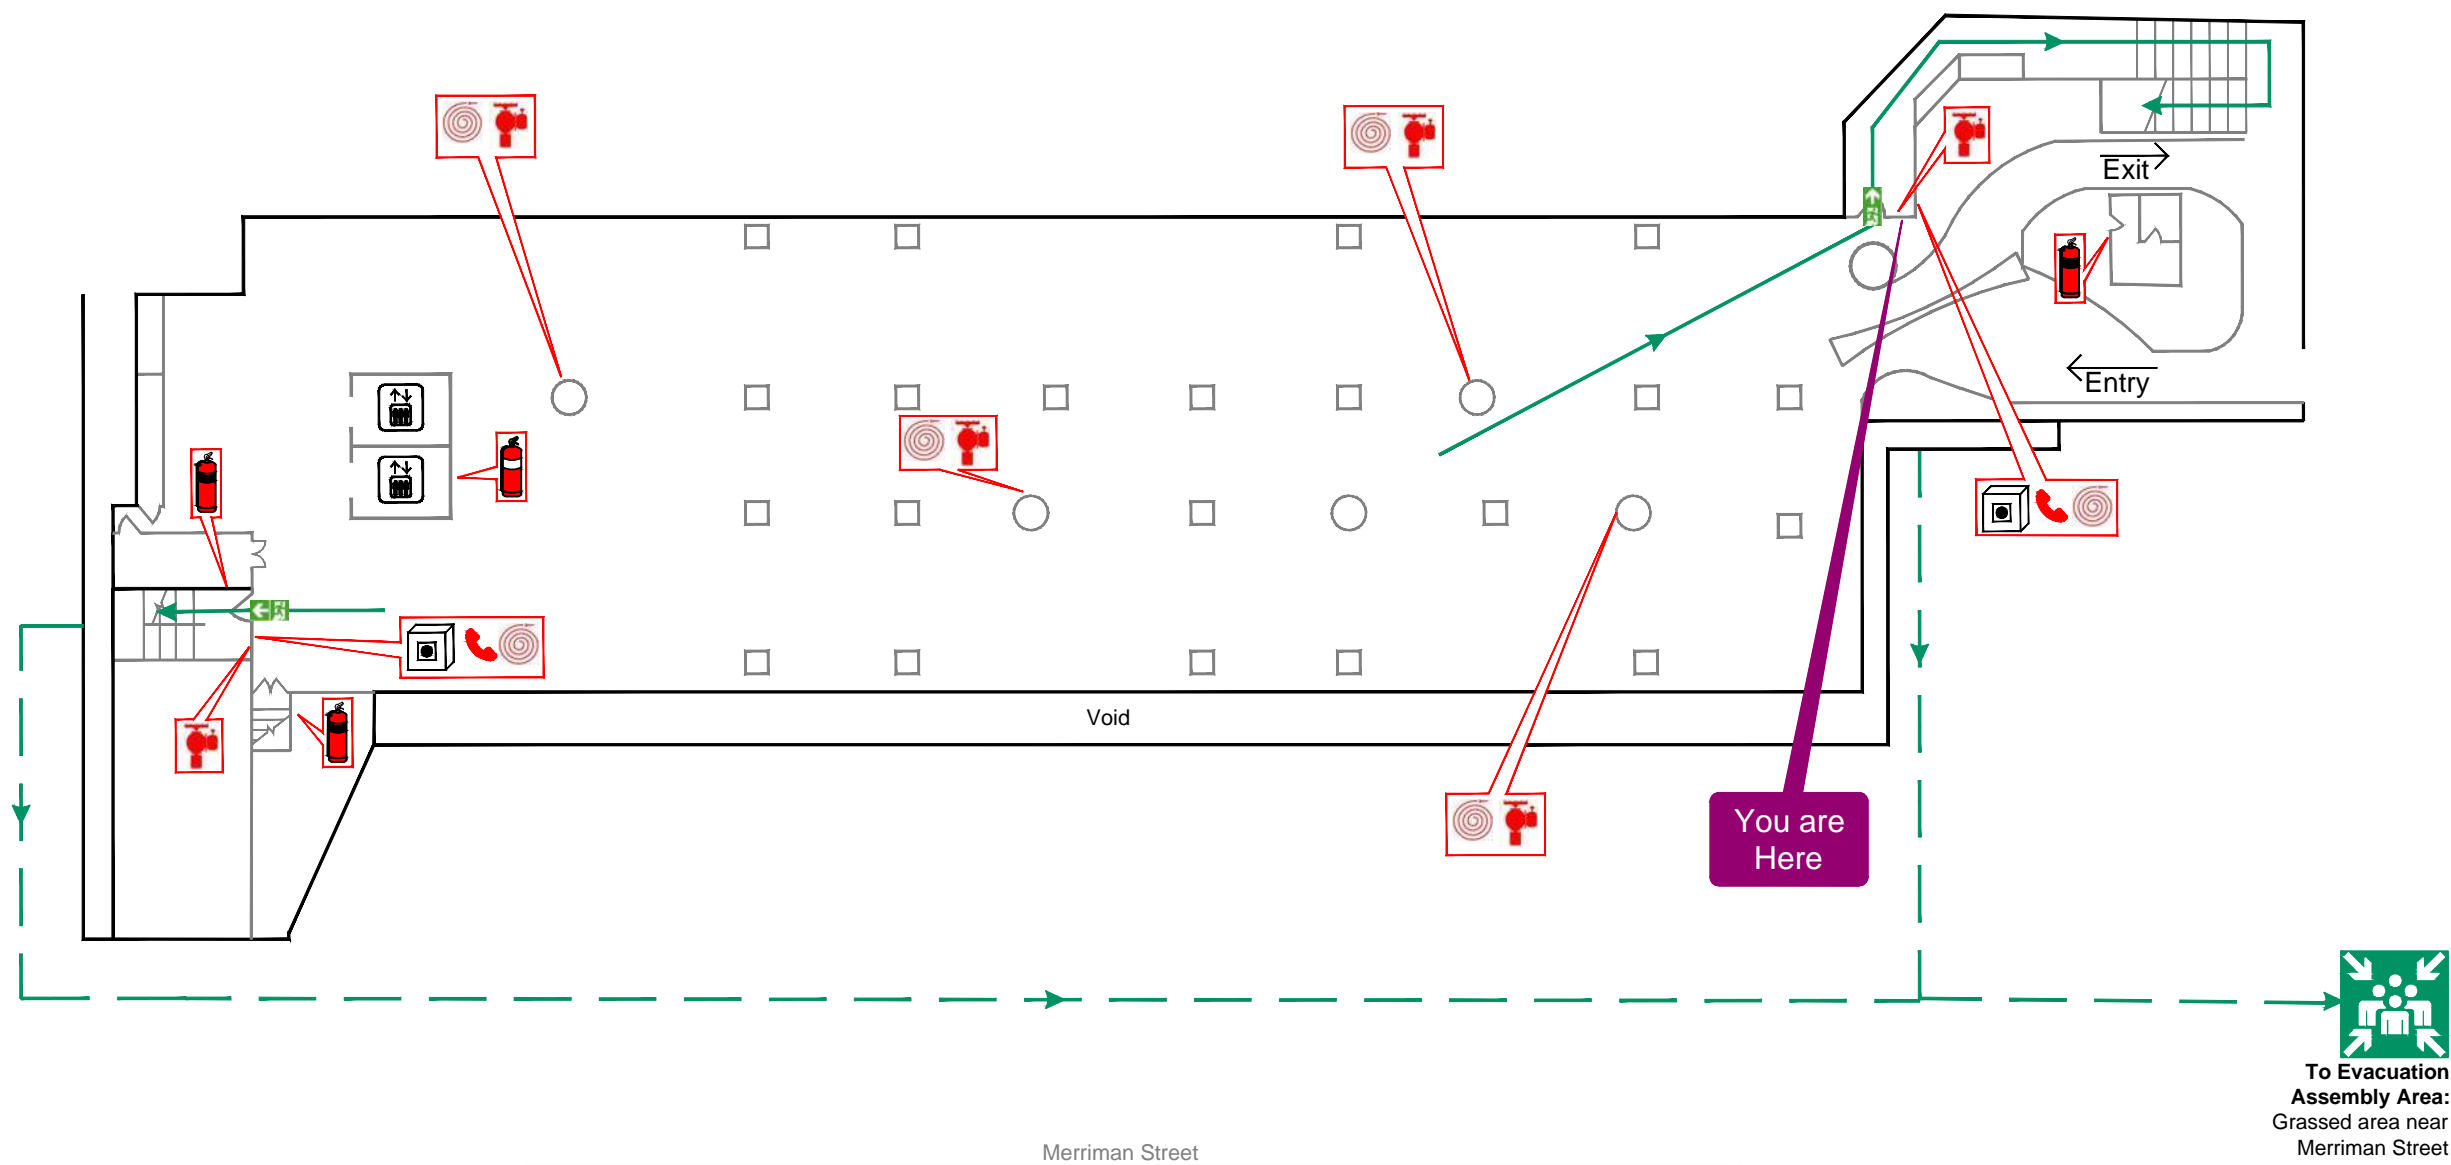 Exit
Entry
Void
You are
Here
To Evacuation
Assembly Area:
Grassed area near
Merriman Street
Merriman Street